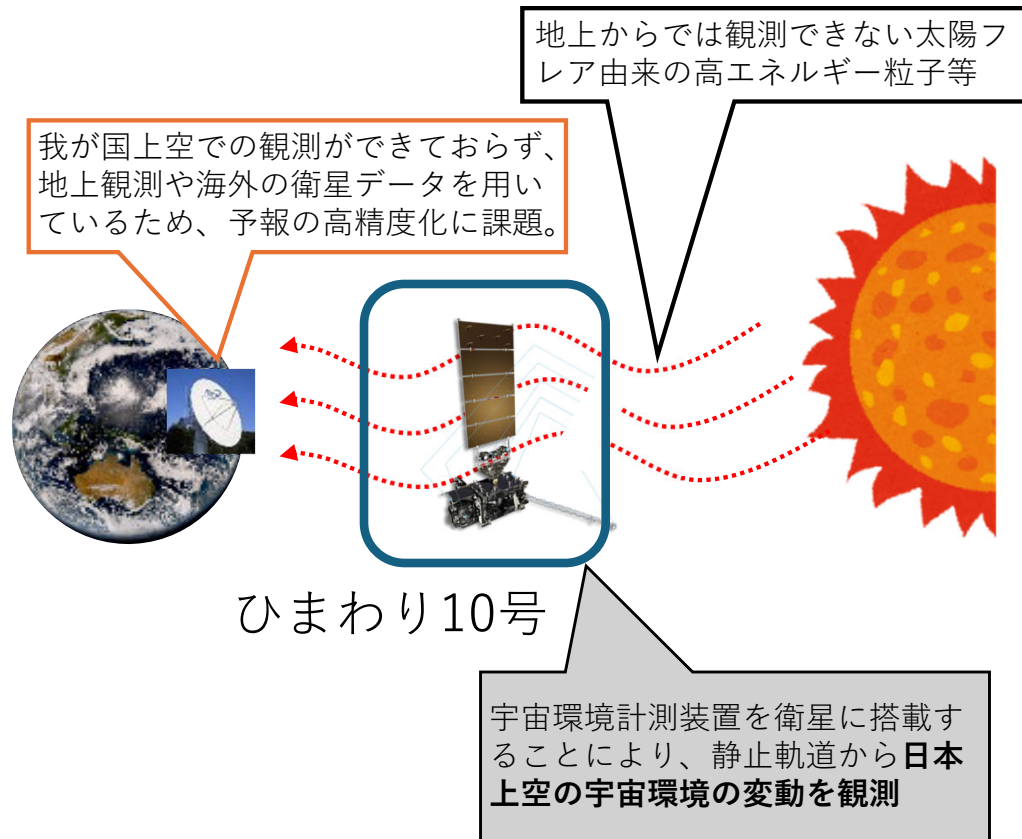 地上からでは観測できない太陽フ
レア由来の高エネルギー粒子等
我が国上空での観測ができておらず、
地上観測や海外の衛星データを用い
ているため、予報の高精度化に課題。
ひまわり10号
宇宙環境計測装置を衛星に搭載す
ることにより、静止軌道から日本
上空の宇宙環境の変動を観測